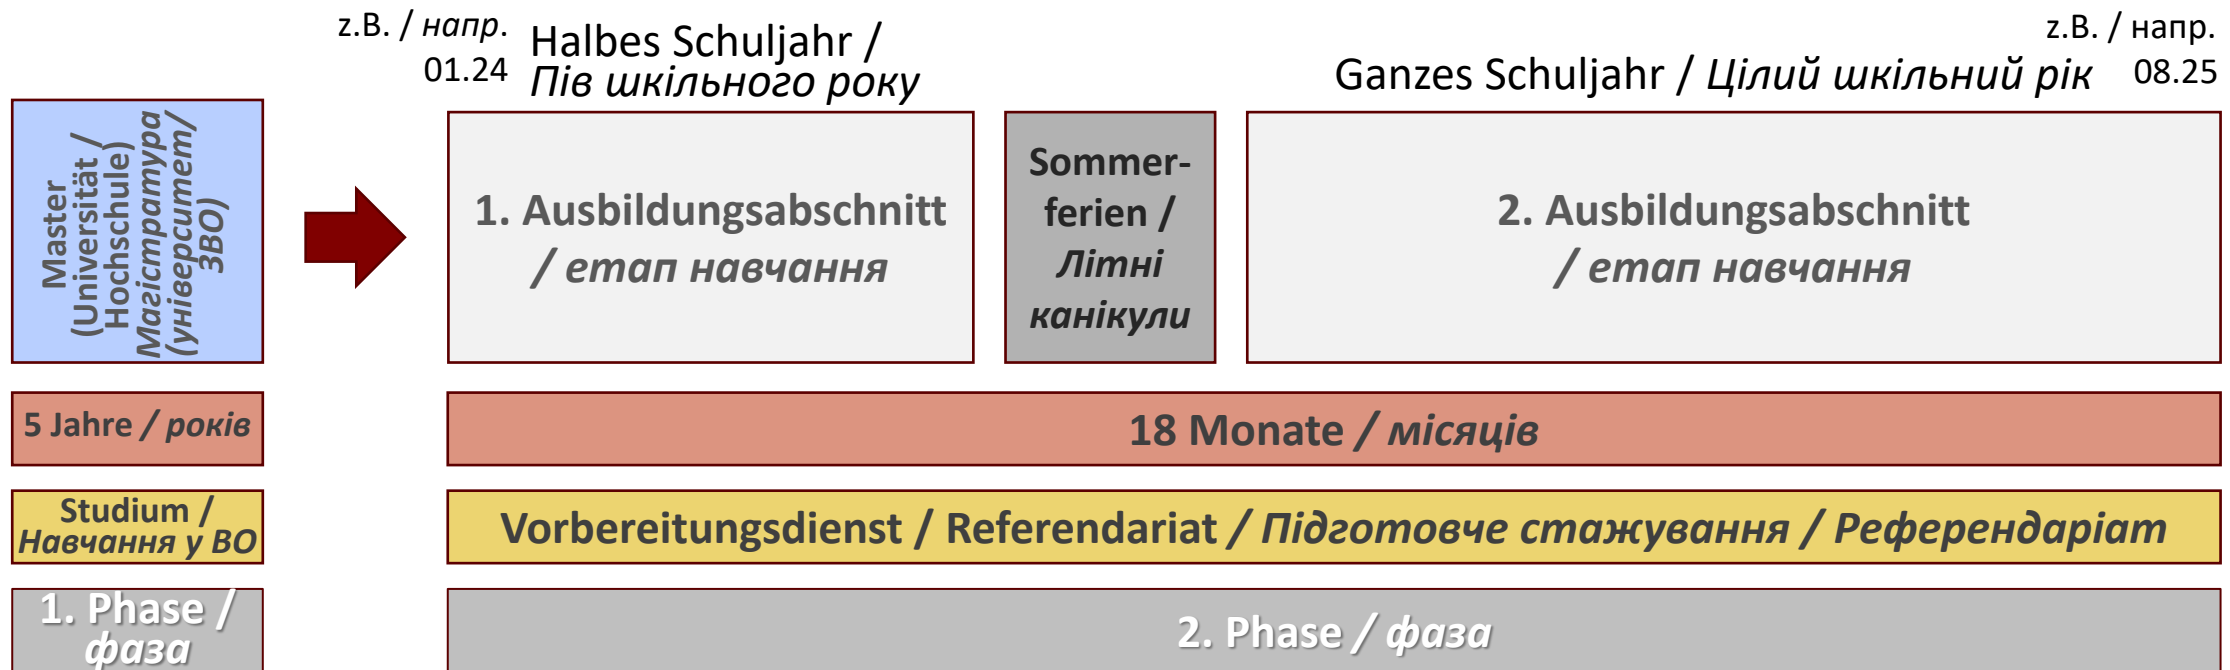 z.B. / напр.
01.24
Halbes Schuljahr /
Пів шкільного року
z.B. / напр.
Ganzes Schuljahr / Цілий шкільний рік
08.25
Master
(Universität /
Hochschule)
Магістратура
(університет/
ЗВО)
1. Ausbildungsabschnitt
/ етап навчання
Sommer-
ferien /
Літні
канікули
2. Ausbildungsabschnitt
/ етап навчання
5 Jahre / років
18 Monate / місяців
Studium /
Навчання у ВО
Vorbereitungsdienst / Referendariat / Підготовче стажування / Референдаріат
1. Phase /
фаза
2. Phase / фаза